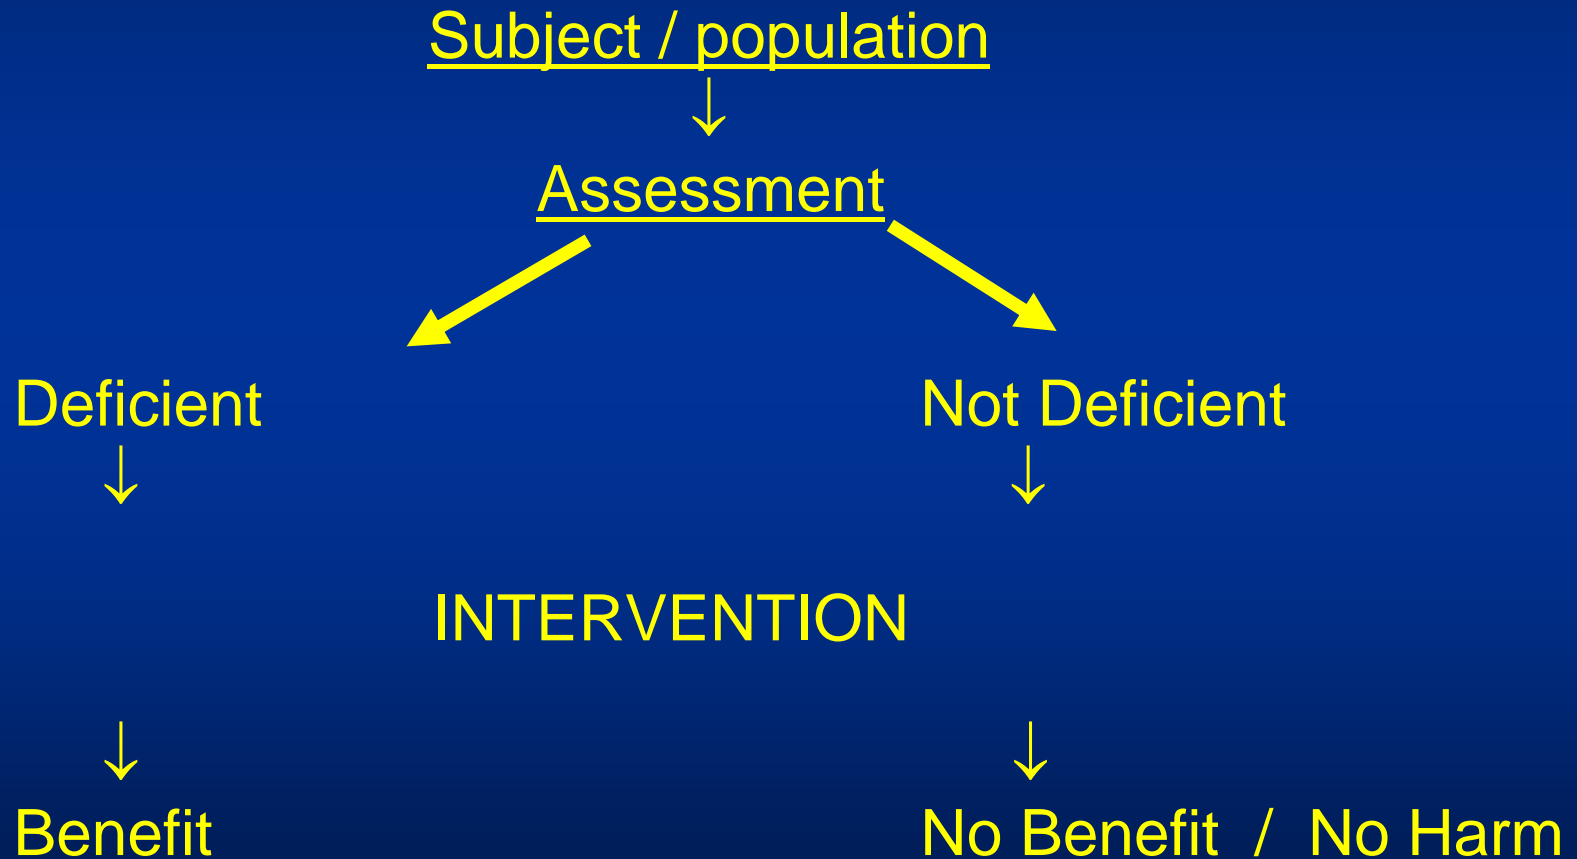 Subject / population
↓
Assessment
Deficient Not Deficient
↓ ↓
INTERVENTION
↓ ↓
Benefit No Benefit / No Harm